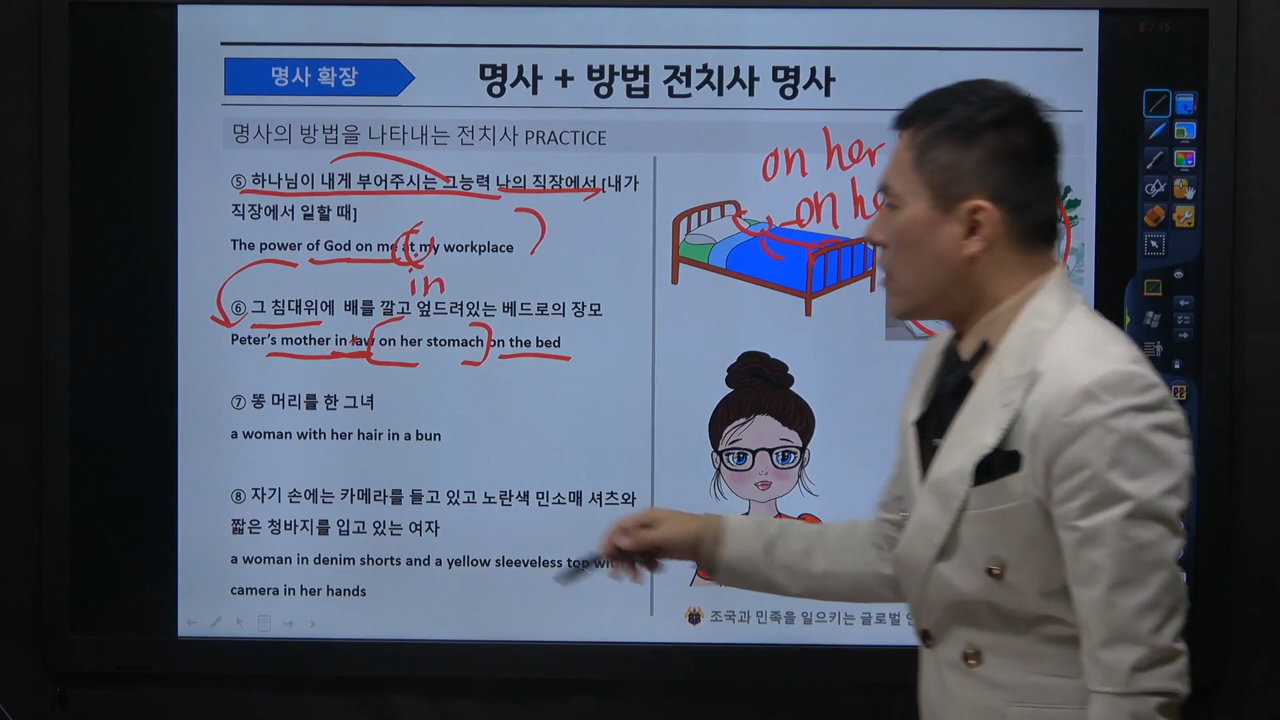 6 / 15
명사 확장
명사 + 방법 전치사 명사
명사의 방법을 나타내는 전치사 PRACTICE
⑤ 하나님이 내게 부어주시는 그능력 나의 직장에서 [내가
직장에서 일할 때]
The power of God on me at my workplace
in
⑥ 그 침대위에 배를 깔고 엎드려있는 베드로의 장모
Peter's mother in law on her stomach on the bed
⑦ 똥 머리를 한 그녀
a woman with her hair in a bun
⑧ 자기 손에는 카메라를 들고 있고 노란색 민소매 셔츠와
짧은 청바지를 입고 있는 여자
a woman in denim shorts and a yellow sleeveless top with
camera in her hands
on her
on
조국과 민족을 일으키는 글로벌